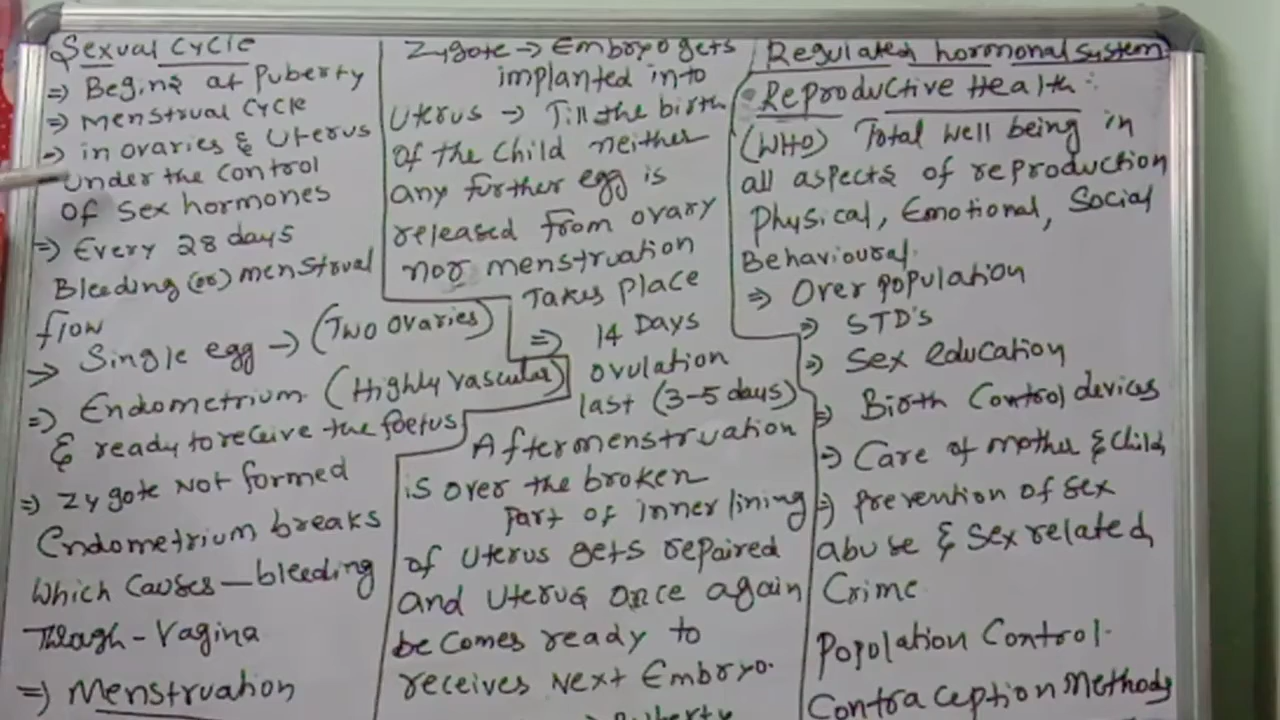 Sexual Cycle
⇒ Begins at Puberty
⇒ Menstrual Cycle
⇒ in ovaries & Uterus
Under the control
of sex hormones
⇒ Every 28 days
Bleeding (or) menstrual
flow
⇒ Single egg → (Two ovaries)
⇒ Endometrium (Highly vascular)
& ready to receive the foetus
⇒ Zygote Not formed
Endometrium breaks
which causes - bleeding
- Vagina
⇒ Menstruation
Zygote → Embryo gets
implanted into
Uterus → Till the birth
of the child neither
any further egg is
released from ovary
nor menstruation
Takes place
⇒ 14 Days
ovulation
last (3-5 days)
After menstruation
is over the broken
part of inner lining
of Uterus gets repaired
and Uterus once again
becomes ready to
receives Next Embryo.
Puberty
Regulated hormonal system
• Reproductive Health :
(WHO) Total well being in
all aspects of reproduction
Physical, Emotional, Social
Behavioural.
⇒ Over population
⇒ STD's
⇒ Sex education
⇒ Birth Control devices
⇒ Care of mother & child
⇒ Prevention of sex
abuse & sex related
Crime
Population Control.
Contraception Methods